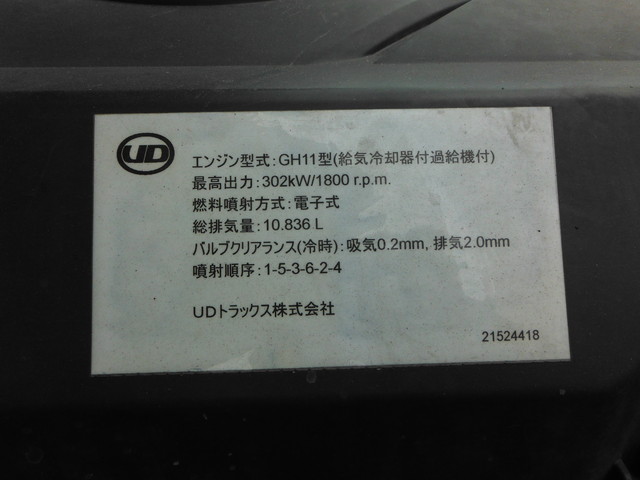 UD
エンジン型式:GH11型(給気冷却器付過給機付)
最高出力:302kW/1800 r.p.m.
燃料噴射方式:電子式
総排気量:10.836 L
バルブクリアランス(冷時):吸気0.2mm, 排気2.0mm
噴射順序:1-5-3-6-2-4
UDトラックス株式会社
21524418